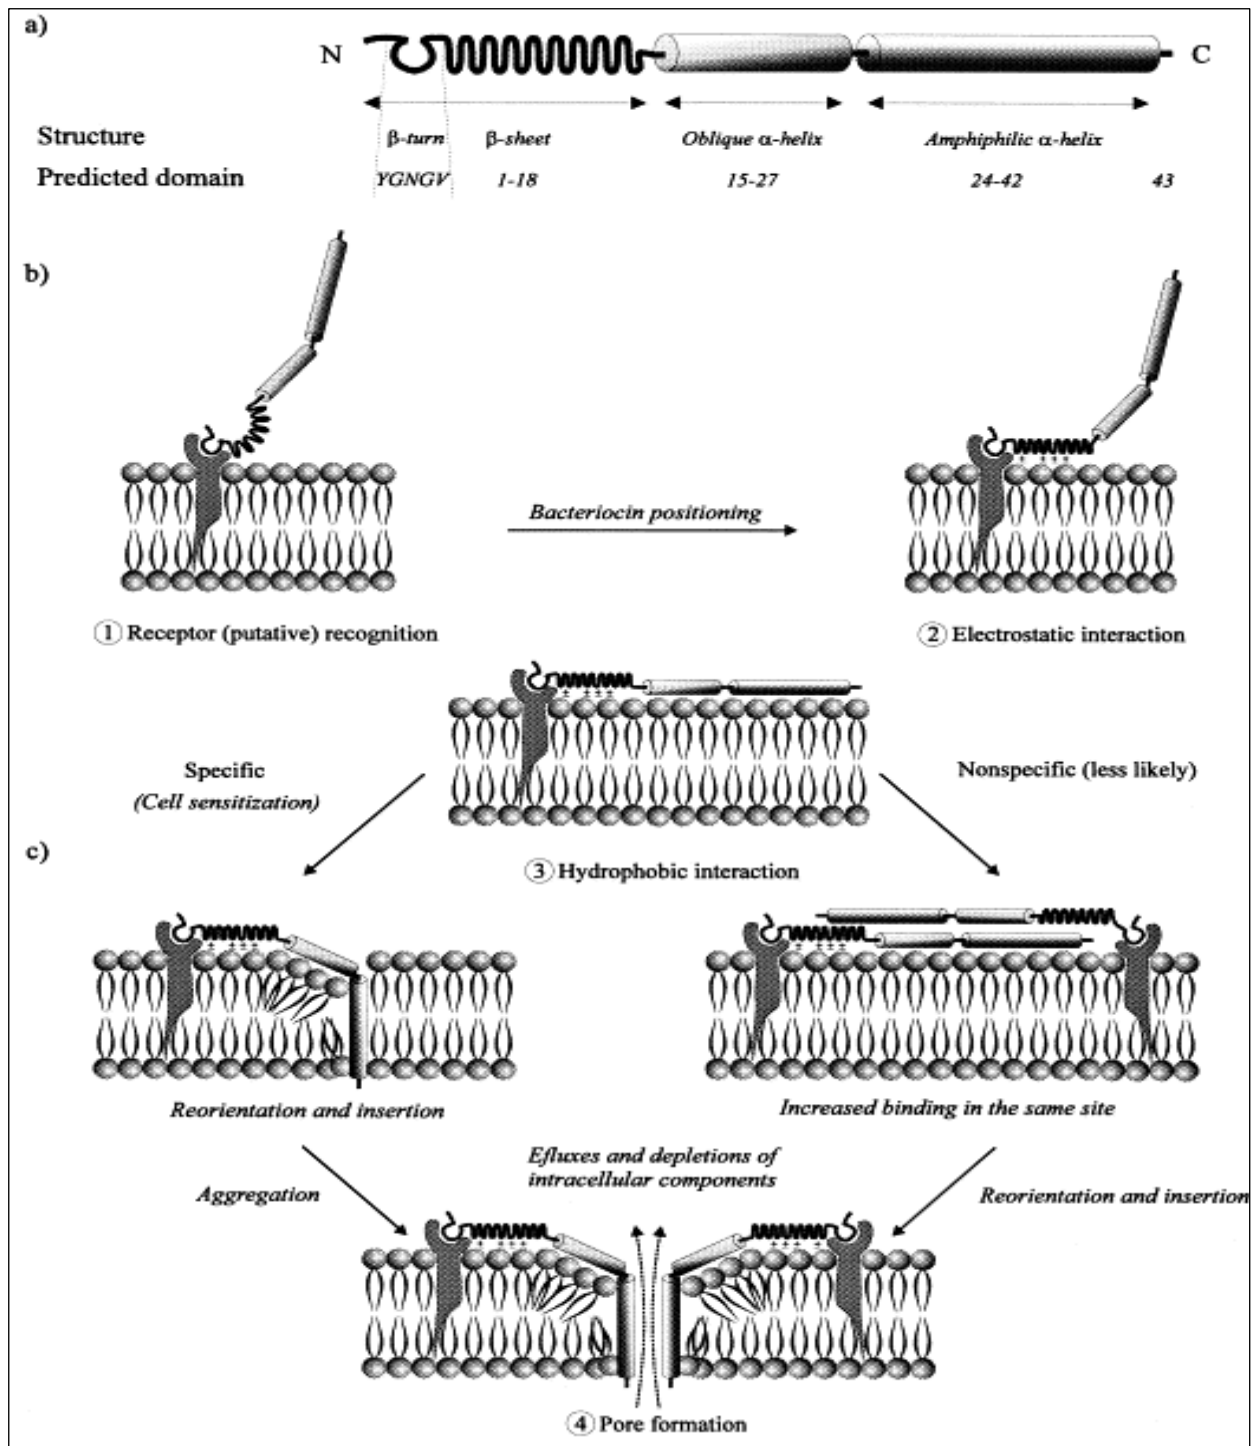 a)
N
C
Structure
β-turn
β-sheet
Oblique α-helix
Amphiphilic α-helix
Predicted domain
YGNGV
1-18
15-27
24-42
43
b)
Bacteriocin positioning
1 Receptor (putative) recognition
2 Electrostatic interaction
+ + + +
Specific
(Cell sensitization)
Nonspecific (less likely)
c)
3 Hydrophobic interaction
Reorientation and insertion
Increased binding in the same site
Aggregation
Efluxes and depletions of
intracellular components
Reorientation and insertion
4 Pore formation